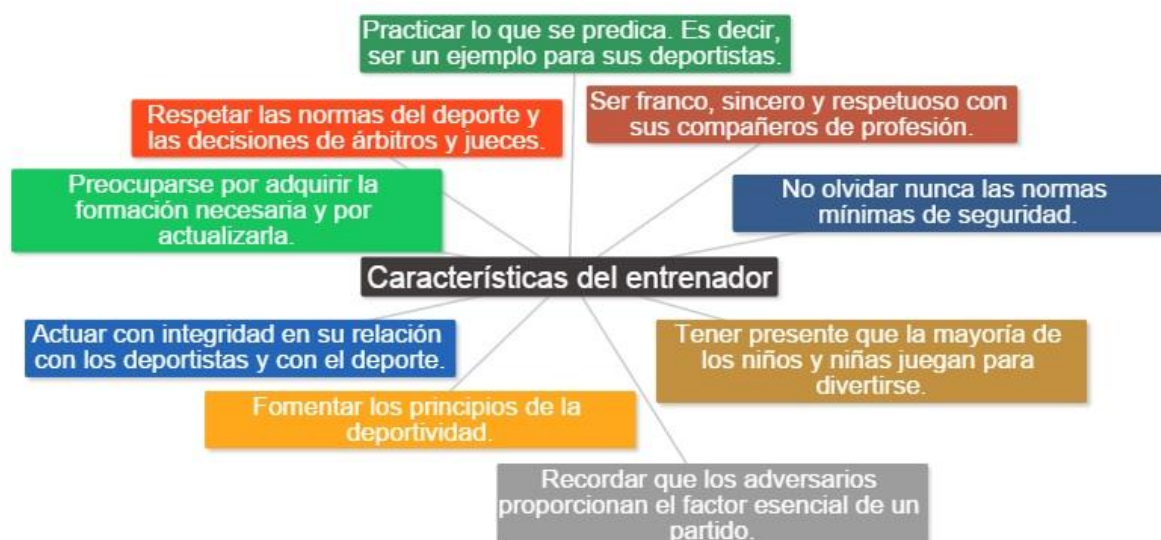 Practicar lo que se predica. Es decir,
ser un ejemplo para sus deportistas.
Respetar las normas del deporte y
las decisiones de árbitros y jueces.
Ser franco, sincero y respetuoso con
sus compañeros de profesión.
Preocuparse por adquirir la
formación necesaria y por
actualizarla.
No olvidar nunca las normas
mínimas de seguridad.
Características del entrenador
Actuar con integridad en su relación
con los deportistas y con el deporte.
Tener presente que la mayoría de
los niños y niñas juegan para
divertirse.
Fomentar los principios de la
deportividad.
Recordar que los adversarios
proporcionan el factor esencial de un
partido.